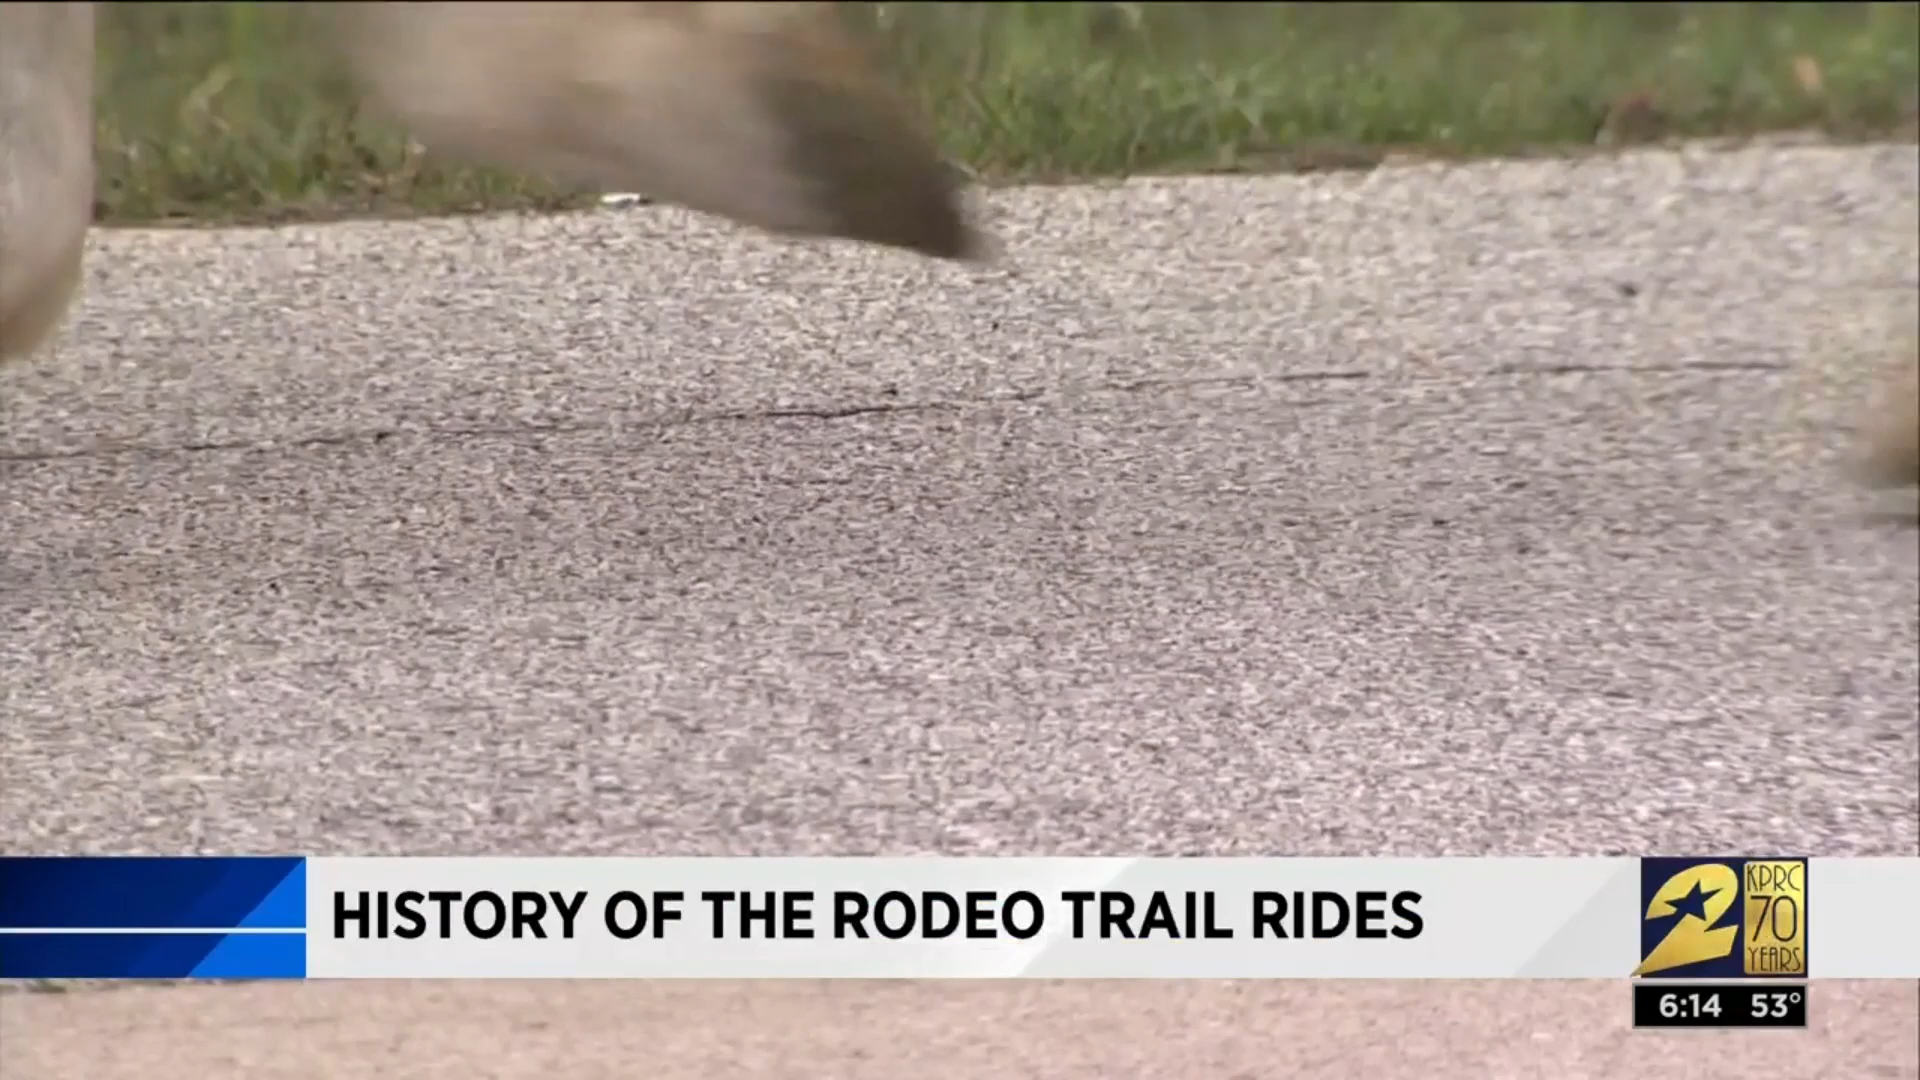 HISTORY OF THE RODEO TRAIL RIDES
2 KPRC
70
YEARS
6:14 53°